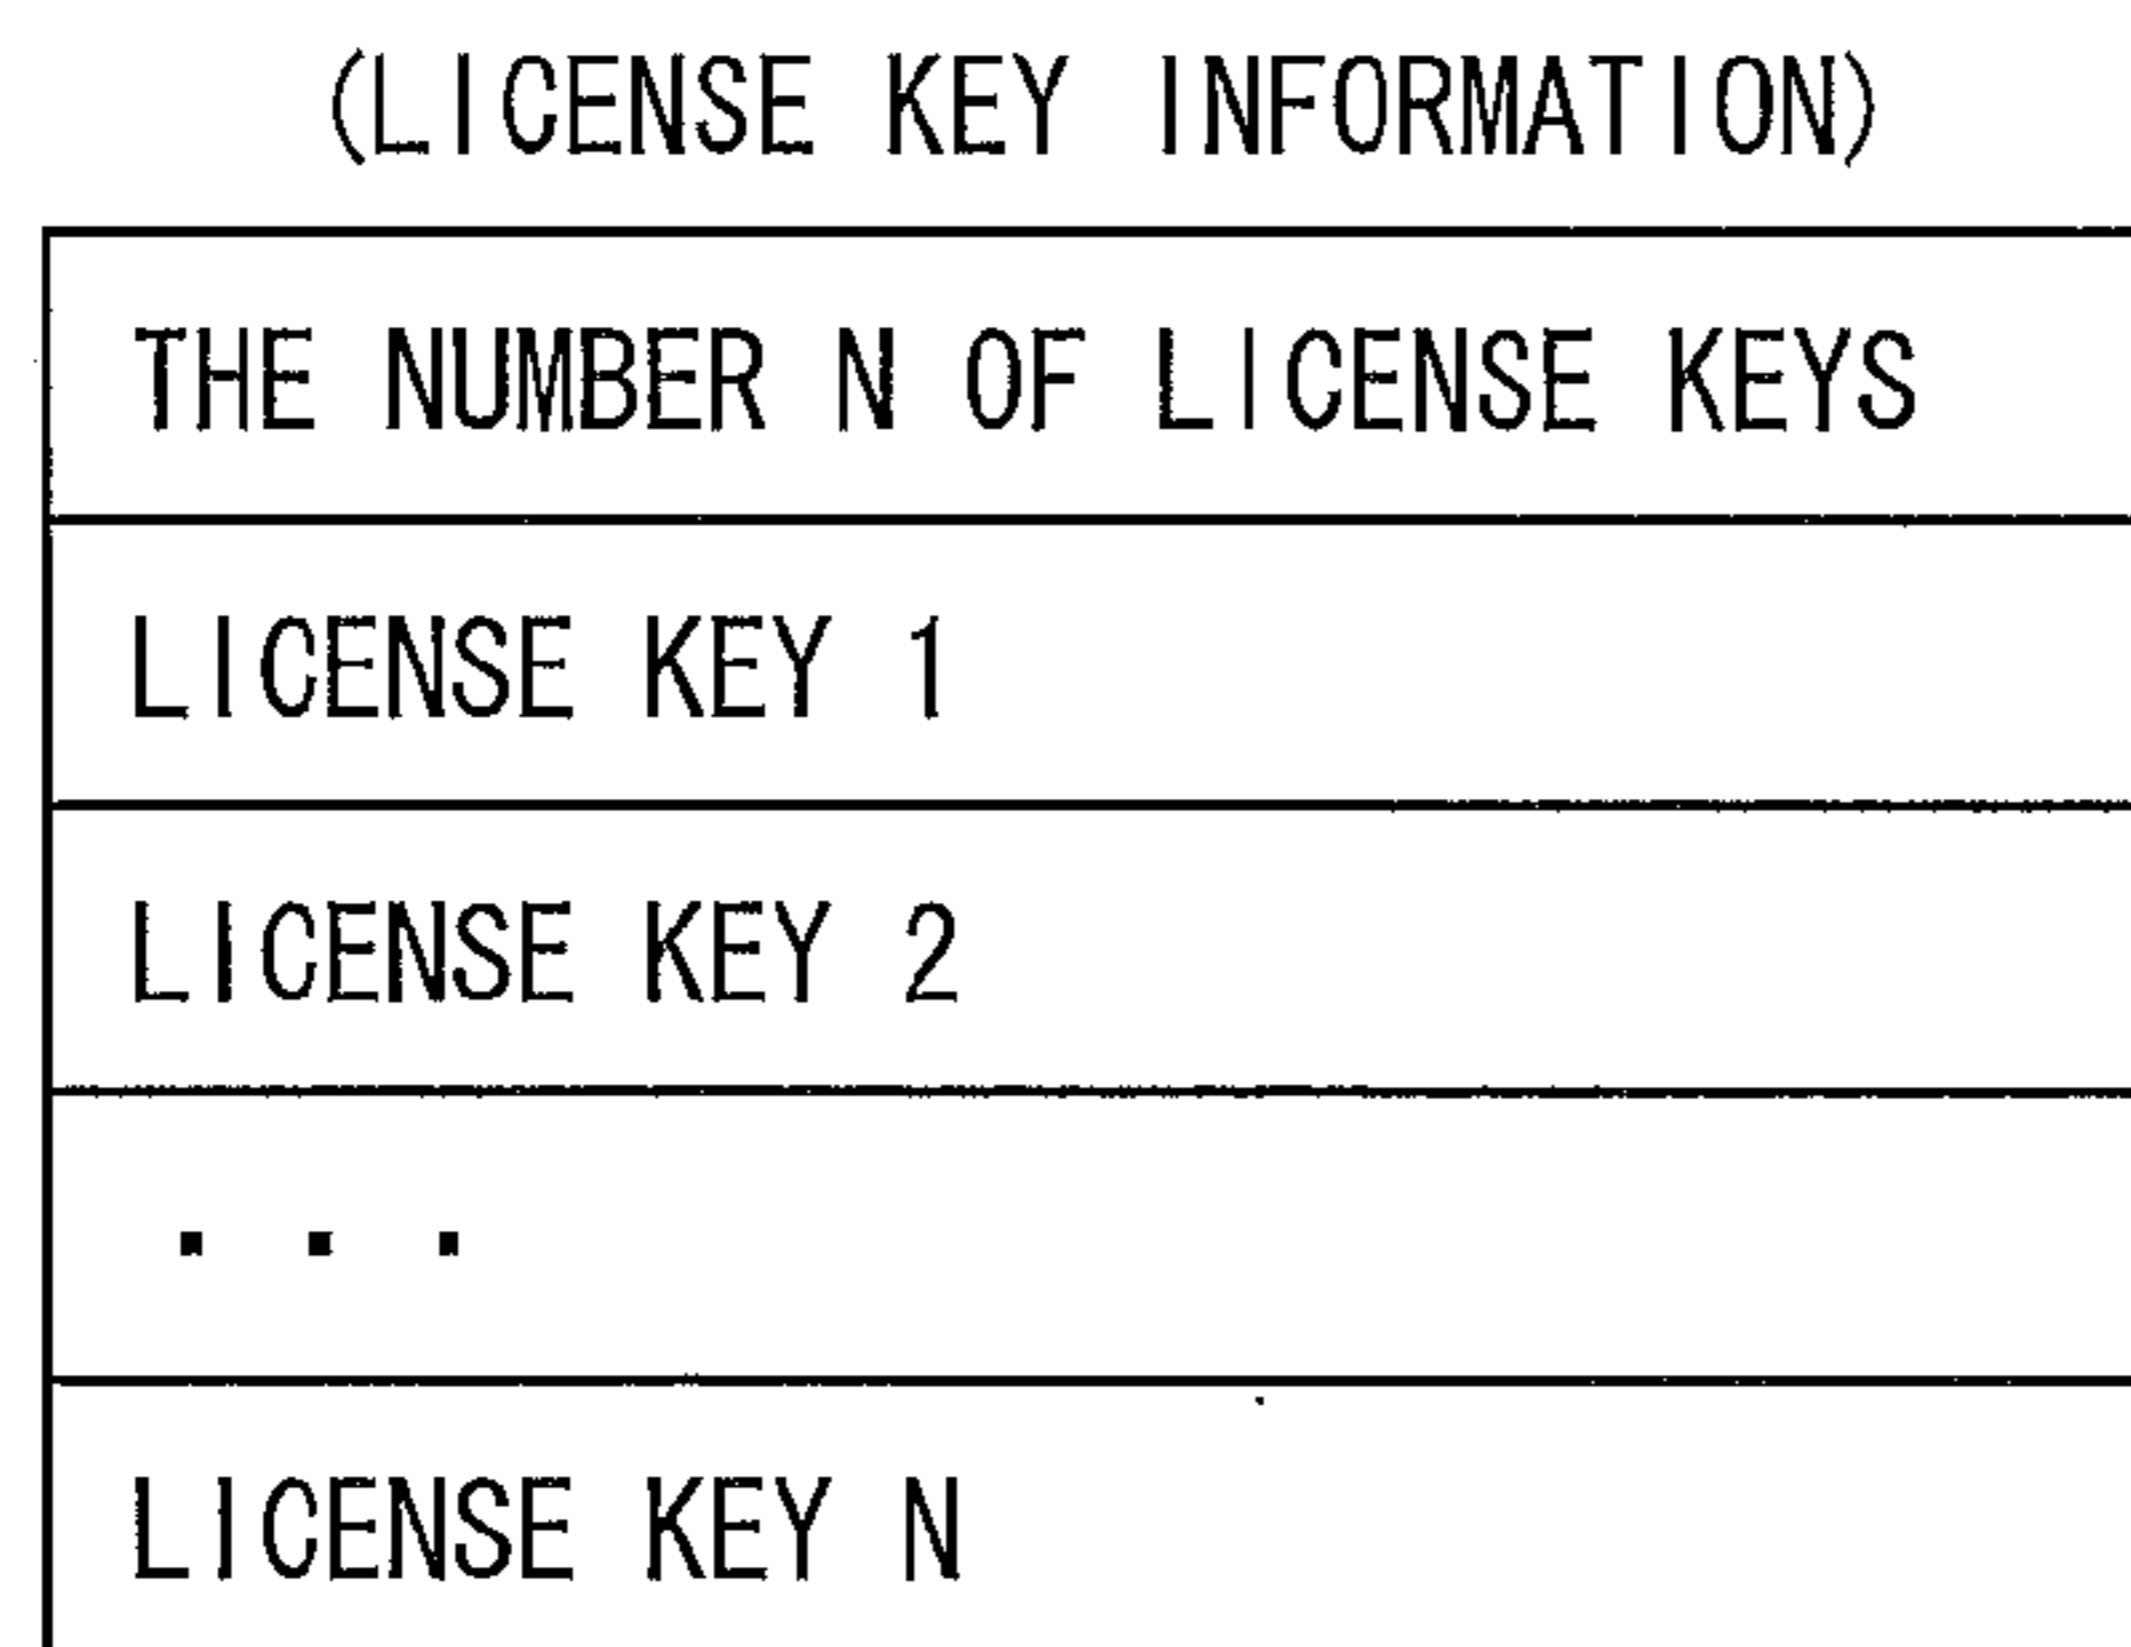 (LICENSE KEY INFORMATION)
THE NUMBER N OF LICENSE KEYS
LICENSE KEY 1
LICENSE KEY 2
. . .
LICENSE KEY N